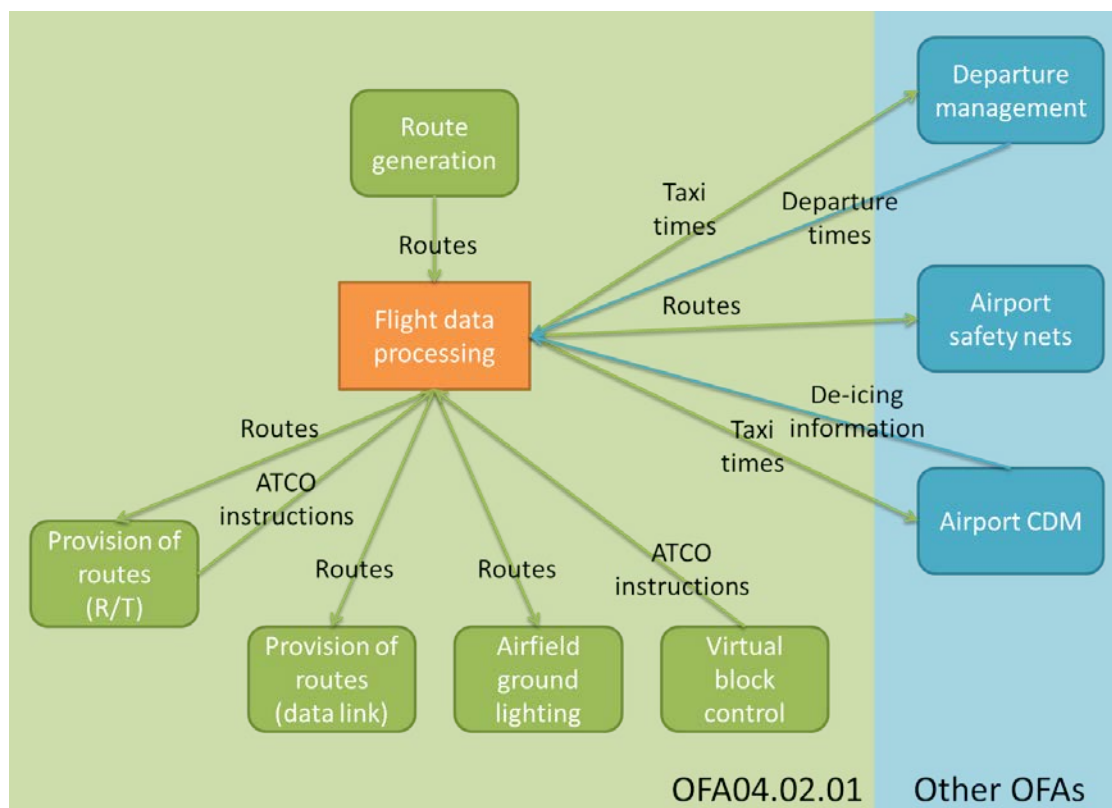 Departure
management
Route
generation
Taxi
times
Departure
times
Routes
Routes
Airport
safety nets
Flight data
processing
De-icing
information
Taxi
times
Routes
ATCO
instructions
Airport CDM
Provision of
routes
(R/T)
Routes
Routes
ATCO
instructions
Provision of
routes
(data link)
Airfield
ground
lighting
Virtual
block
control
OFA04.02.01
Other OFAs